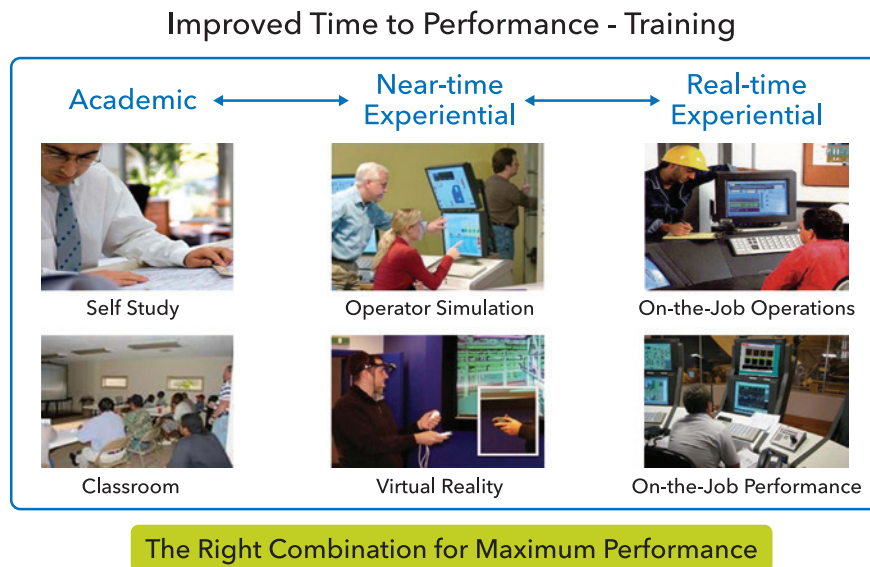 Improved Time to Performance - Training
Academic
Near-time
Experiential
Real-time
Experiential
Self Study
Operator Simulation
On-the-Job Operations
Classroom
Virtual Reality
On-the-Job Performance
The Right Combination for Maximum Performance